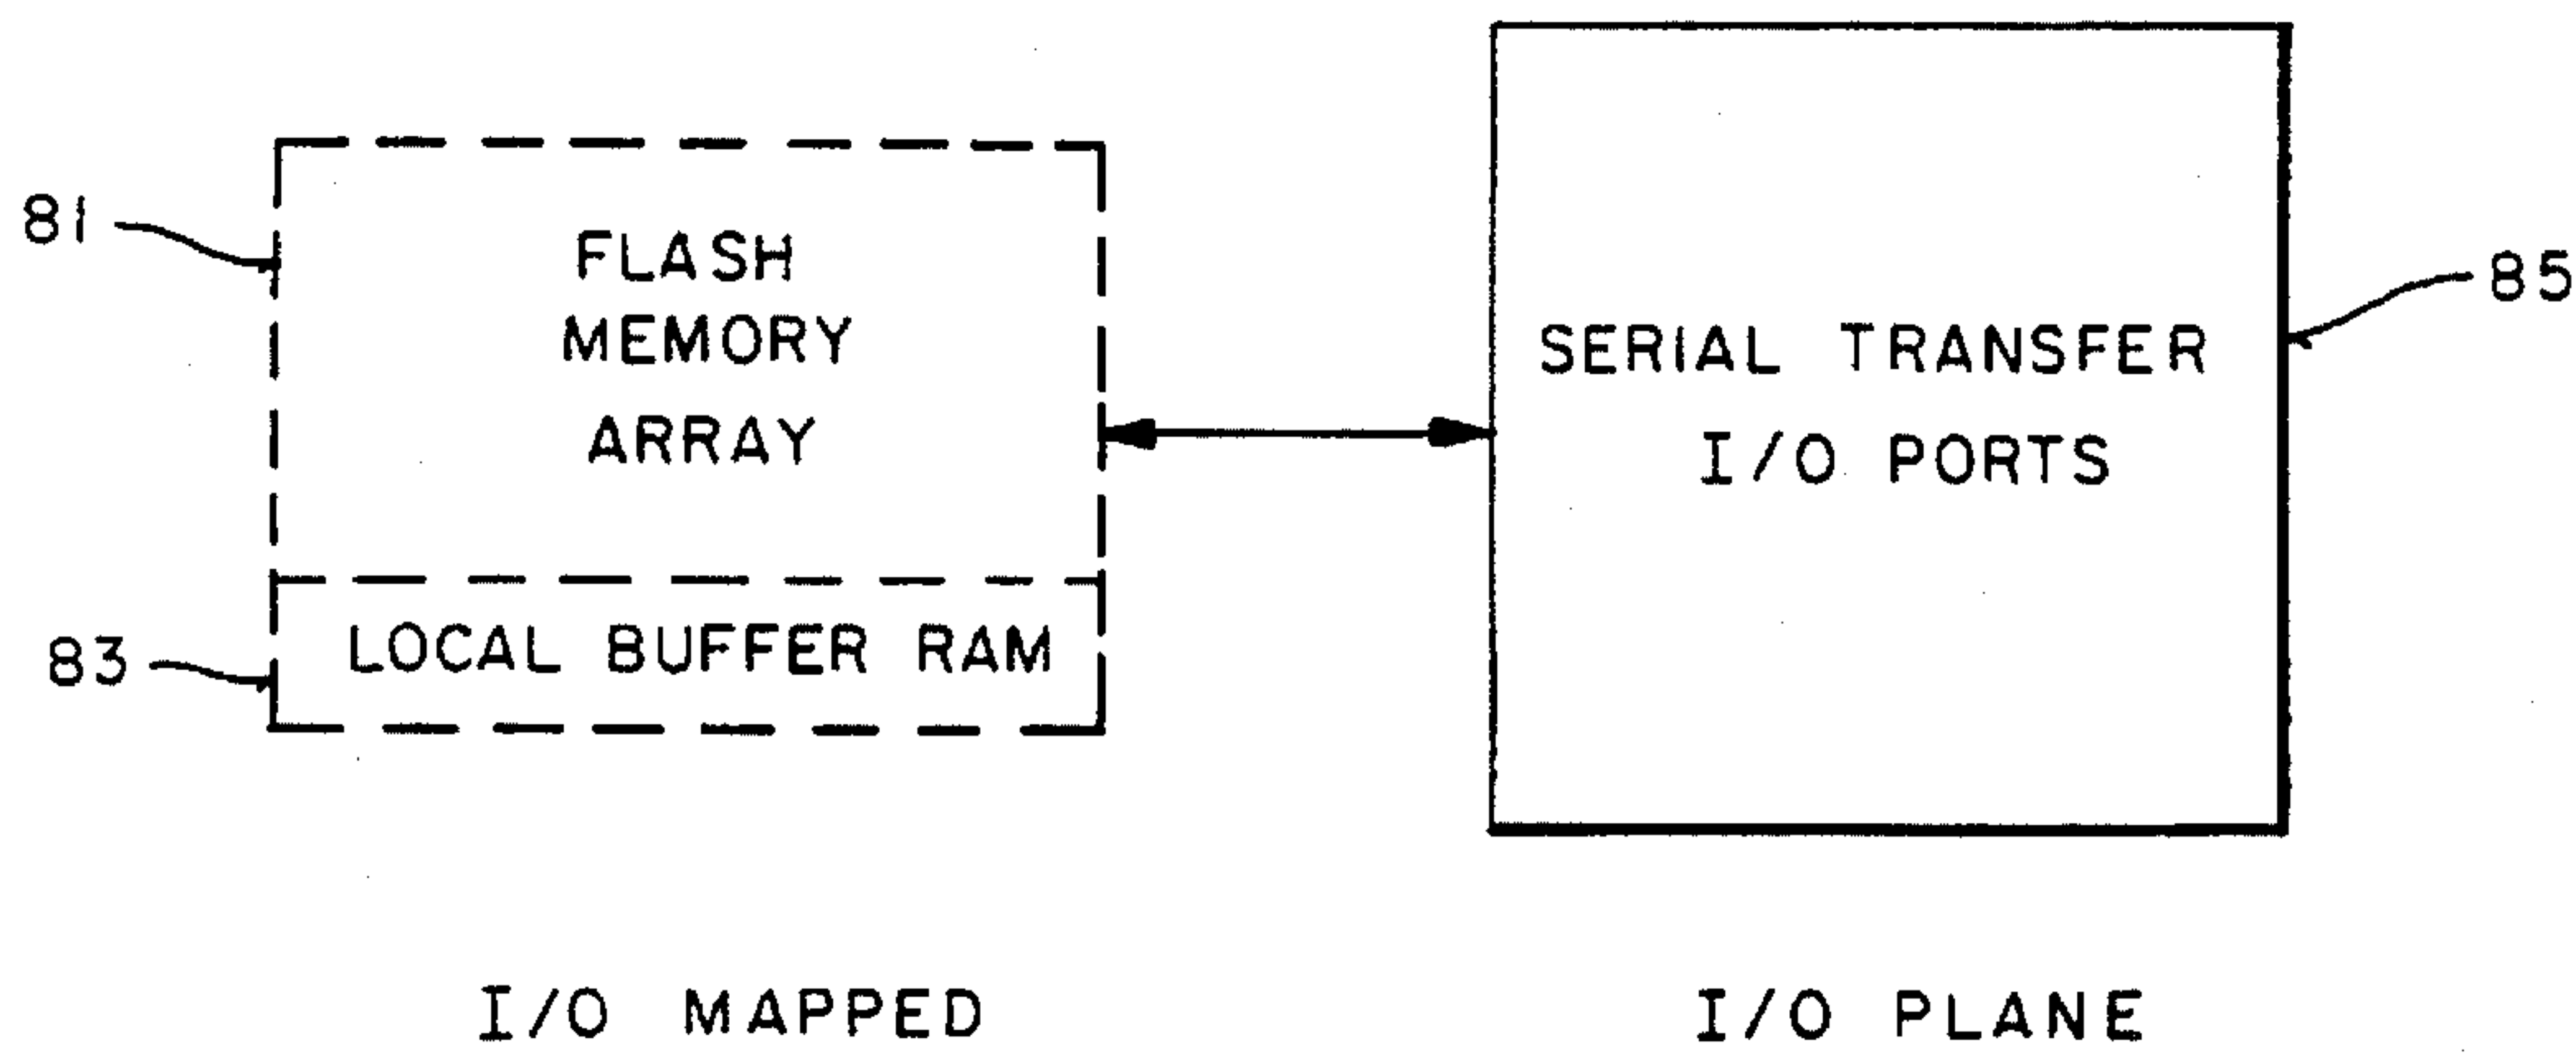 81
FLASH
MEMORY
ARRAY
83
LOCAL BUFFER RAM
SERIAL TRANSFER
I/O PORTS
85
I/O MAPPED
I/O PLANE